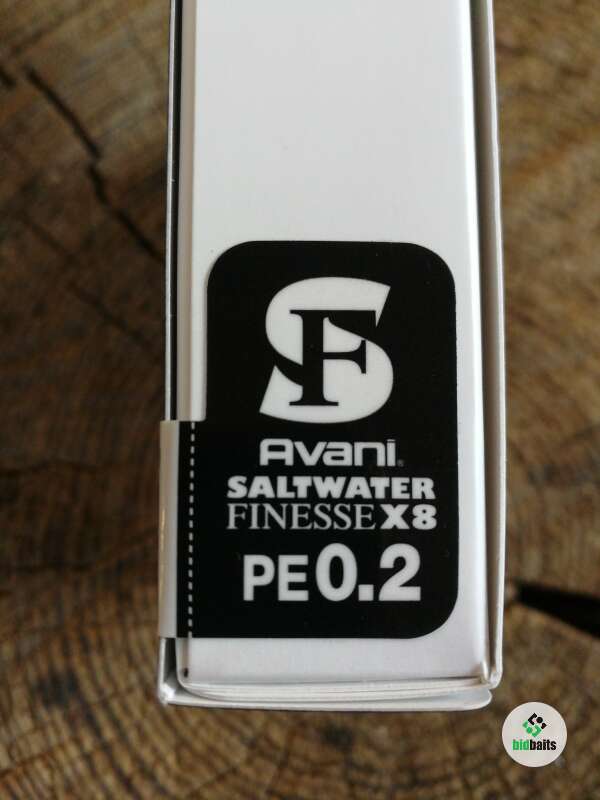 SF
Avani®
SALTWATER
FINESSE X8
PE 0.2
bidbaits